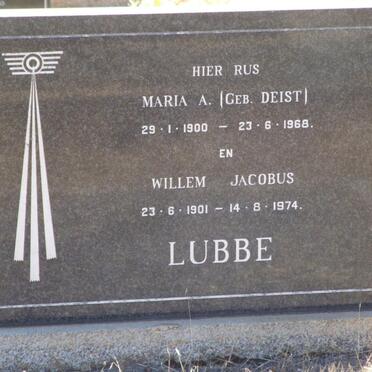 HIER RUS
MARIA A. (GEB. DEIST)
29·1·1900 – 23·6·1968.
EN
WILLEM JACOBUS
23·6·1901 – 14·8·1974.
LUBBE